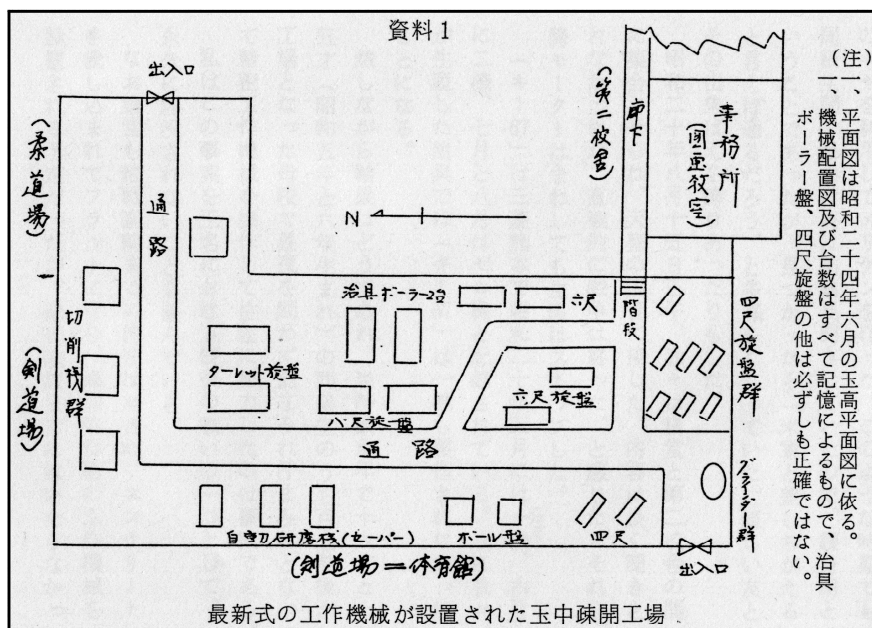 資料1
(注)
一、平面図は昭和二十四年六月の玉高平面図に依る。
一、機械配置図及び台数はすべて記憶によるもので、治具
ボーラー盤、四尺旋盤の他は必ずしも正確ではない。
事務所
(図画教室)
廊下
(第二校舎)
出入口
(柔道場)
通路
N
治具ボーラー2台
六尺
階段
四尺旋盤群
切削機群
(剣道場)
ターレット旋盤
八尺旋盤
六尺旋盤
通路
グラインダー群
(セーパー)
ボール盤
四尺
出入口
(剣道場=体育館)
最新式の工作機械が設置された玉中疎開工場